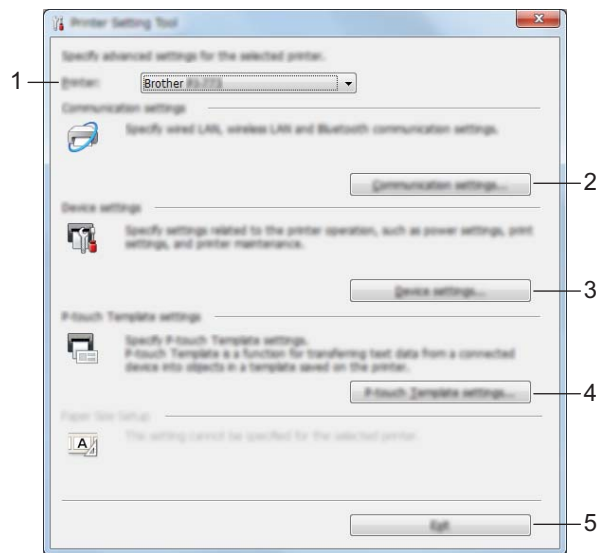 Printer Setting Tool
Specify advanced settings for the selected printer.
1
Printer:
Brother
Communication settings
Specify wired LAN, wireless LAN and Bluetooth communication settings.
Communication settings...
2
Device settings
Specify settings related to the printer operation, such as power settings, print
settings, and printer maintenance.
Device settings...
3
P-touch Template settings
Specify P-touch Template settings.
P-touch Template is a function for transferring text data from a connected
device into objects in a template saved on the printer.
P-touch Template settings...
4
Paper Size Setup
A
The setting cannot be specified for the selected printer.
Exit
5